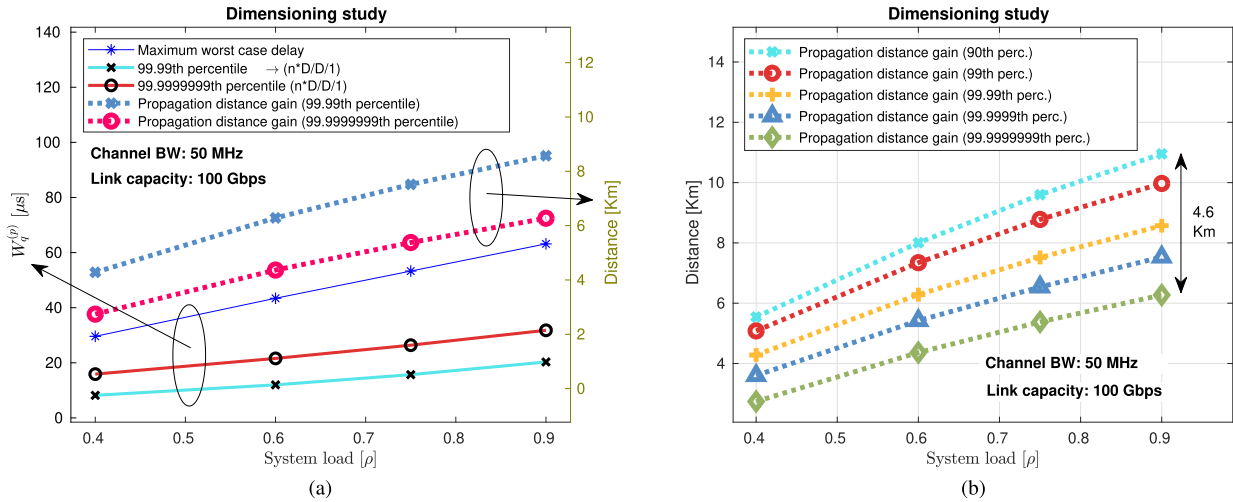 Dimensioning study
140
120
100
80
60
40
20
0
W_q^{(p)} [μs]
Maximum worst case delay
99.99th percentile → (n*D/D/1)
99.9999999th percentile (n*D/D/1)
Propagation distance gain (99.99th percentile)
Propagation distance gain (99.9999999th percentile)
Channel BW: 50 MHz
Link capacity: 100 Gbps
12
10
8
6
4
2
0
Distance [Km]
0.4 0.5 0.6 0.7 0.8 0.9
System load [ρ]
(a)
Dimensioning study
14
12
10
8
6
4
Distance [Km]
Propagation distance gain (90th perc.)
Propagation distance gain (99th perc.)
Propagation distance gain (99.99th perc.)
Propagation distance gain (99.9999th perc.)
Propagation distance gain (99.9999999th perc.)
4.6
Km
Channel BW: 50 MHz
Link capacity: 100 Gbps
0.4 0.5 0.6 0.7 0.8 0.9
System load [ρ]
(b)